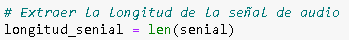 # Extraer la longitud de la señal de audio
longitud_senial = len(senial)